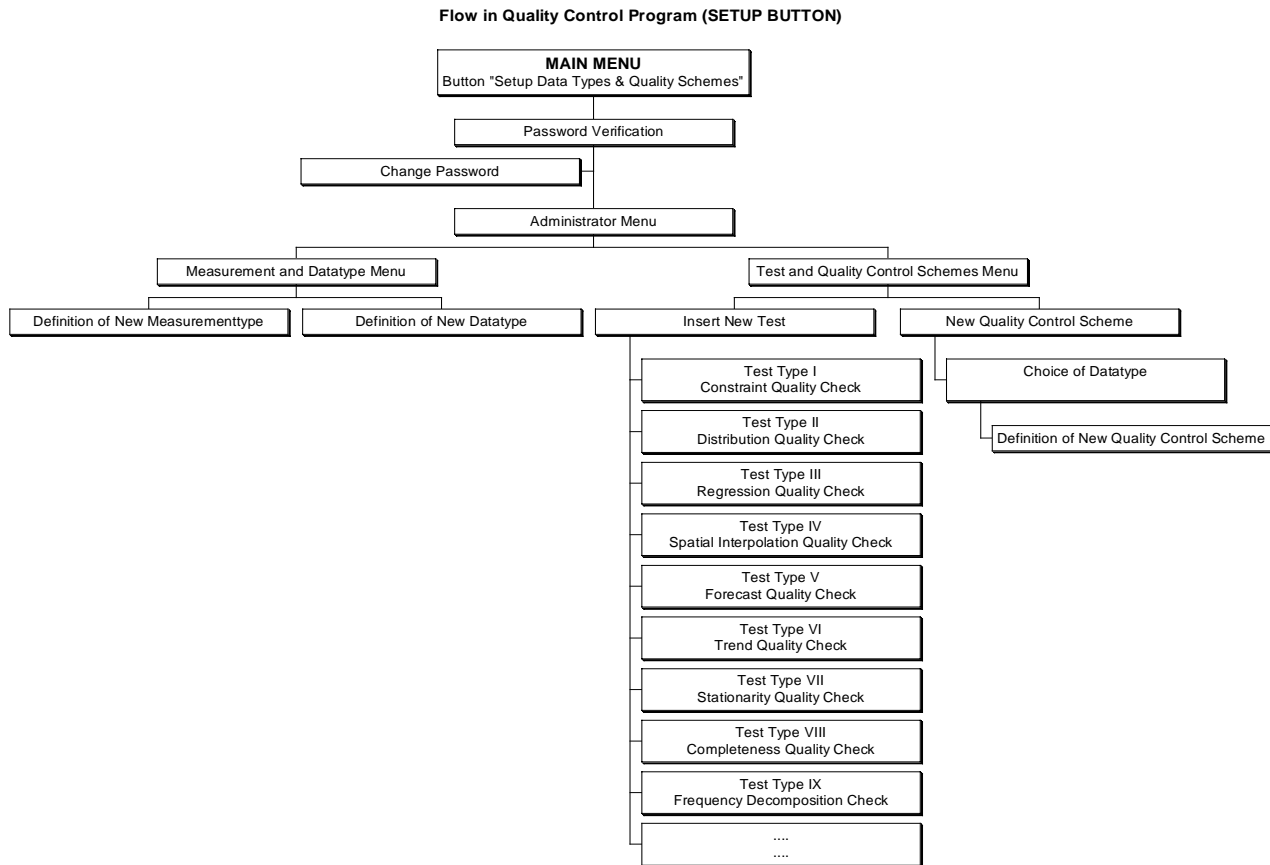 Flow in Quality Control Program (SETUP BUTTON)
MAIN MENU
Button "Setup Data Types & Quality Schemes"
Password Verification
Change Password
Administrator Menu
Measurement and Datatype Menu
Test and Quality Control Schemes Menu
Definition of New Measurementtype
Definition of New Datatype
Insert New Test
New Quality Control Scheme
Test Type I
Constraint Quality Check
Choice of Datatype
Test Type II
Distribution Quality Check
Definition of New Quality Control Scheme
Test Type III
Regression Quality Check
Test Type IV
Spatial Interpolation Quality Check
Test Type V
Forecast Quality Check
Test Type VI
Trend Quality Check
Test Type VII
Stationarity Quality Check
Test Type VIII
Completeness Quality Check
Test Type IX
Frequency Decomposition Check
....
....